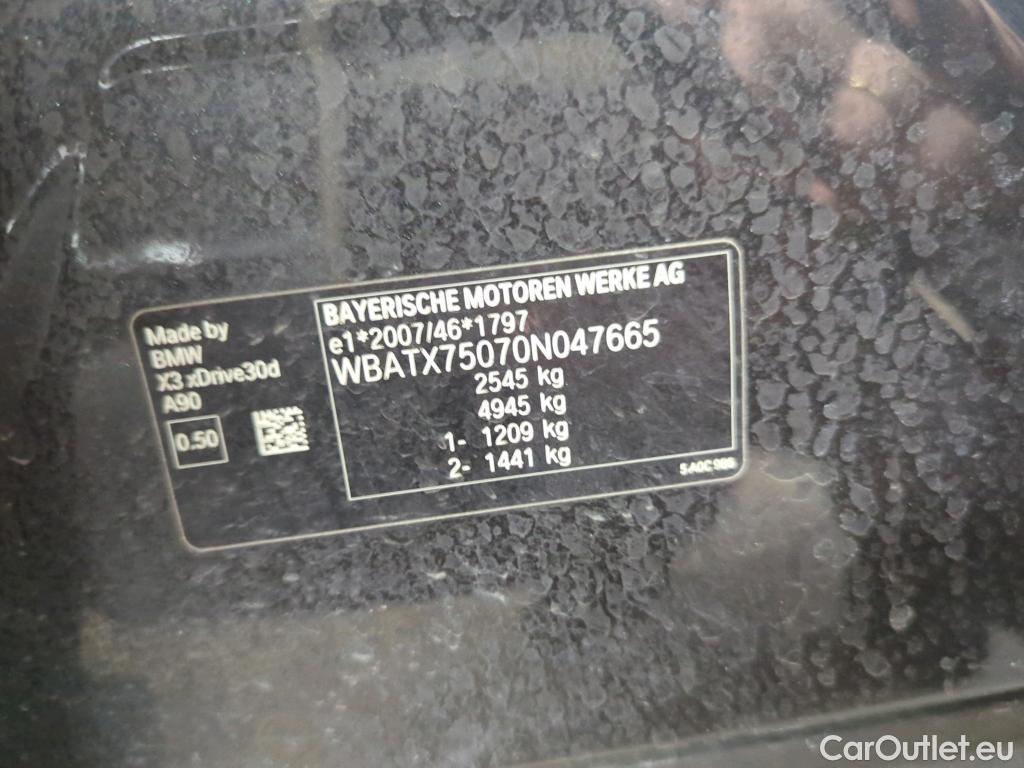 Made by
BMW
X3 xDrive30d
A90
0.50
BAYERISCHE MOTOREN WERKE AG
e1*2007/46*1797
WBATX75070N047665
2545 kg
4945 kg
1- 1209 kg
2- 1441 kg
CarOutlet.eu